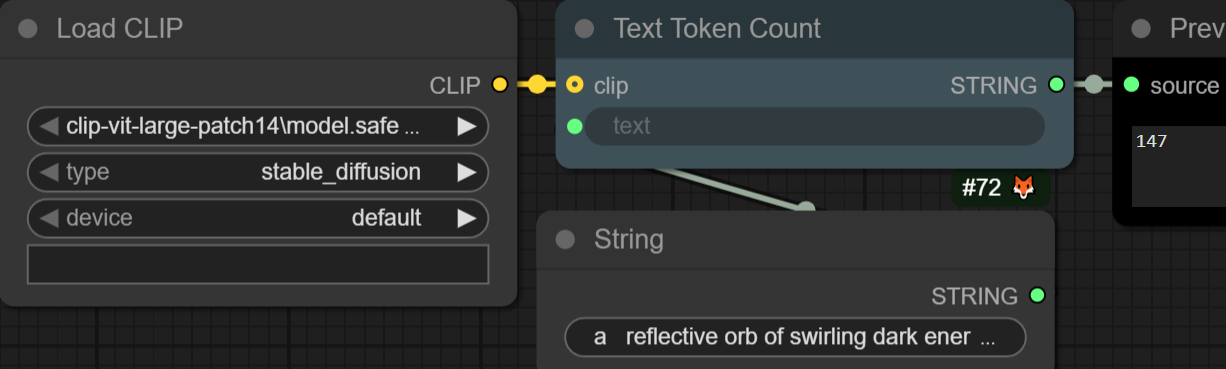 Load CLIP
CLIP
clip-vit-large-patch14\model.safe ...
type stable_diffusion
device default
Text Token Count
clip STRING
text
#72
String
STRING
a reflective orb of swirling dark ener ...
Prev
source
147